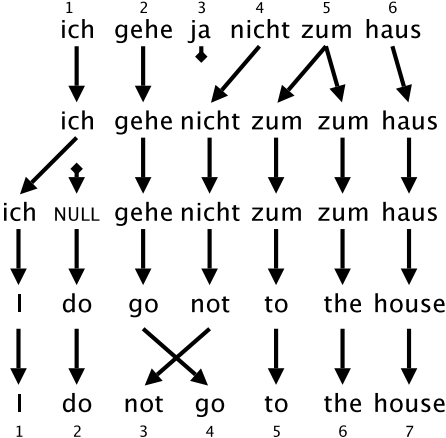 1 2 3 4 5 6
ich gehe ja nicht zum haus
ich gehe nicht zum zum haus
ich NULL gehe nicht zum zum haus
I do go not to the house
I do not go to the house
1 2 3 4 5 6 7